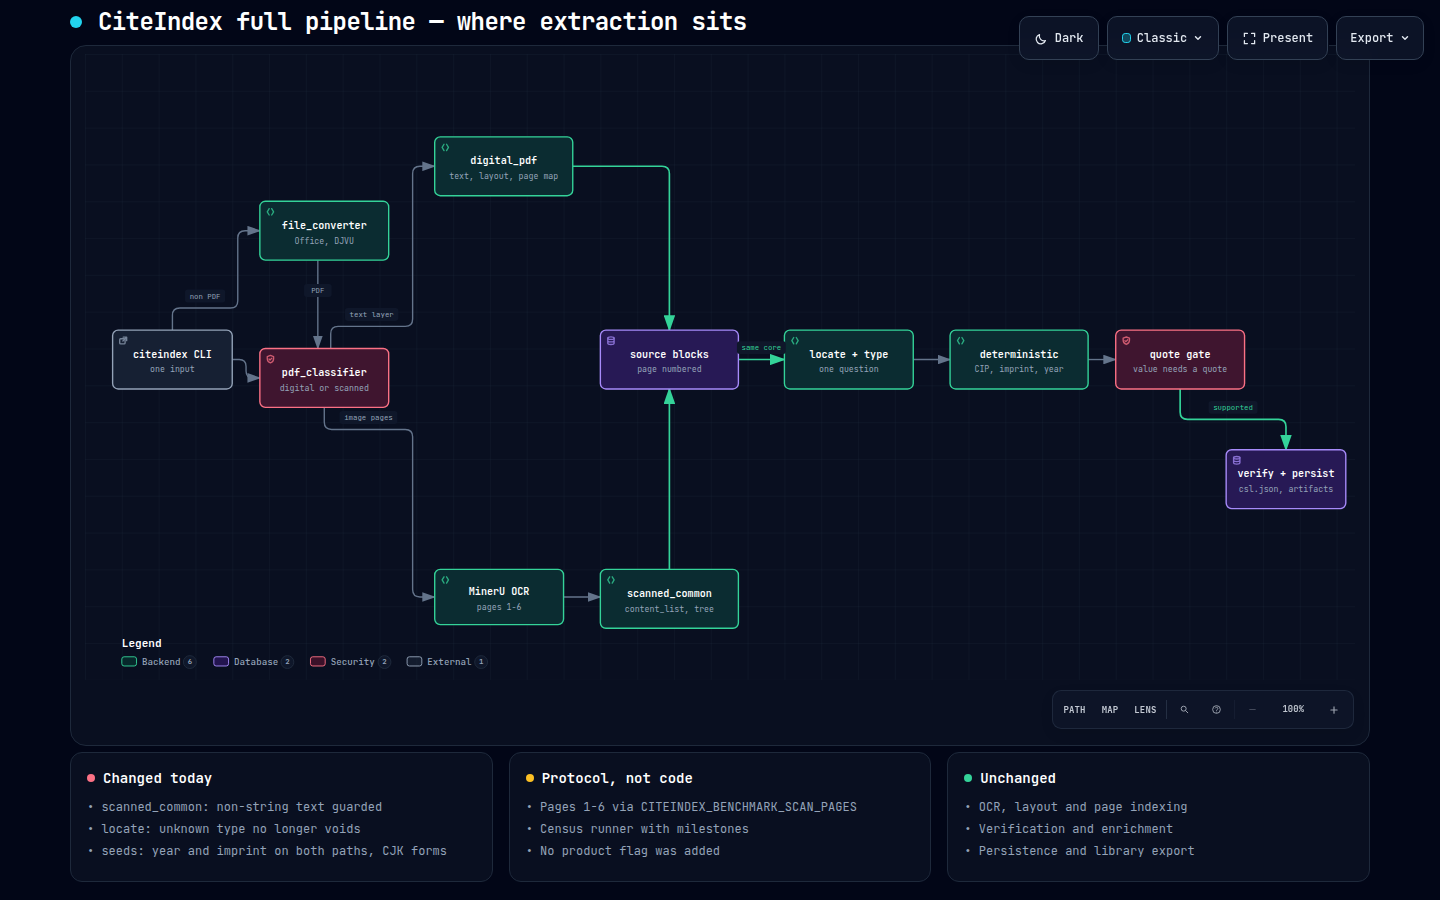 CiteIndex full pipeline — where extraction sits
Dark
Classic
Present
Export
digital_pdf
text, layout, page map
file_converter
Office, DJVU
non PDF
PDF
text layer
citeindex CLI
one input
pdf_classifier
digital or scanned
image pages
source blocks
page numbered
same core
locate + type
one question
deterministic
CIP, imprint, year
quote gate
value needs a quote
supported
verify + persist
csl.json, artifacts
MinerU OCR
pages 1-6
scanned_common
content_list, tree
Legend
Backend 6
Database 2
Security 2
External 1
PATH MAP LENS
100%
Changed today
• scanned_common: non-string text guarded
• locate: unknown type no longer voids
• seeds: year and imprint on both paths, CJK forms
Protocol, not code
• Pages 1-6 via CITEINDEX_BENCHMARK_SCAN_PAGES
• Census runner with milestones
• No product flag was added
Unchanged
• OCR, layout and page indexing
• Verification and enrichment
• Persistence and library export